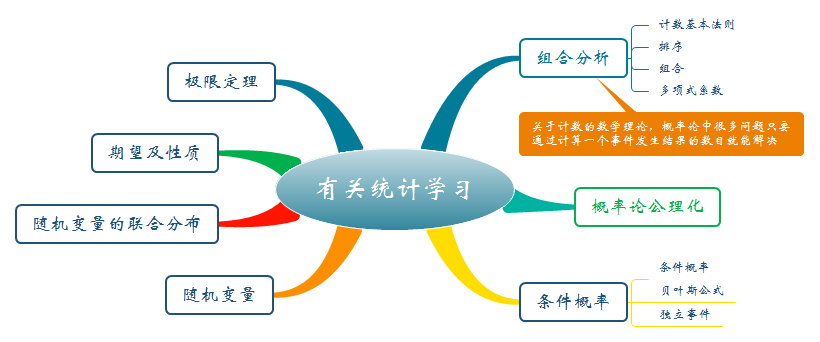 有关统计学习
组合分析
计数基本法则
排序
组合
多项式系数
关于计数的数学理论，概率论中很多问题只要
通过计算一个事件发生结果的数目就能解决
概率论公理化
条件概率
条件概率
贝叶斯公式
独立事件
随机变量
随机变量的联合分布
期望及性质
极限定理